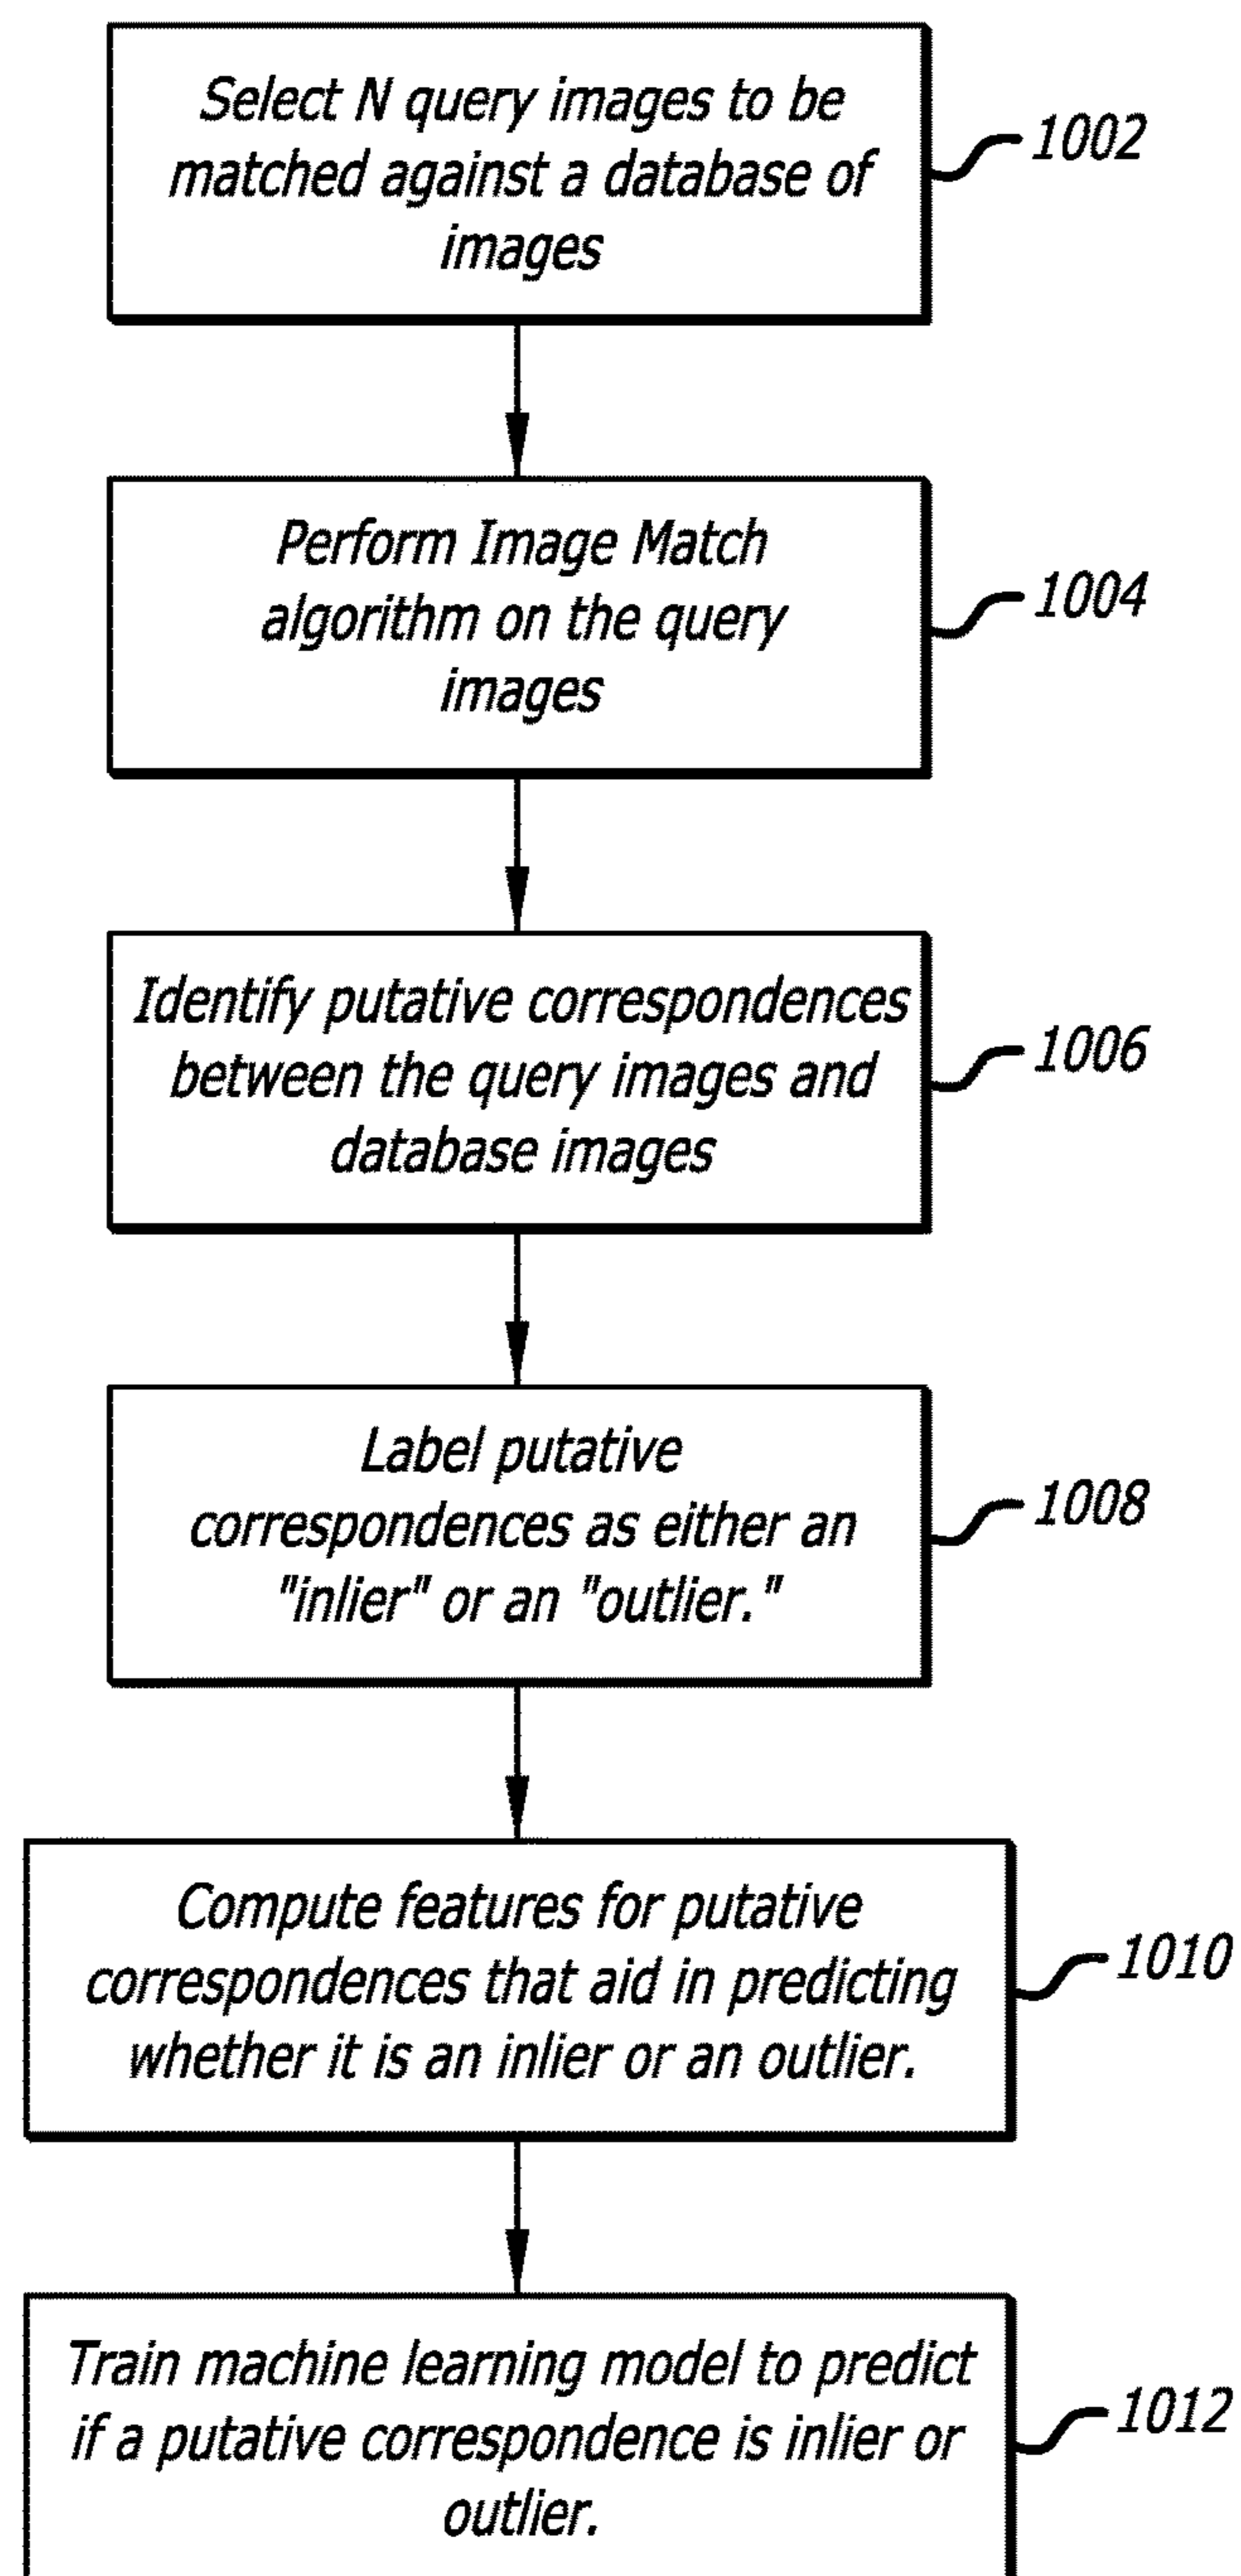 Select N query images to be
matched against a database of
images
1002
Perform Image Match
algorithm on the query
images
1004
Identify putative correspondences
between the query images and
database images
1006
Label putative
correspondences as either an
"inlier" or an "outlier."
1008
Compute features for putative
correspondences that aid in predicting
whether it is an inlier or an outlier.
1010
Train machine learning model to predict
if a putative correspondence is inlier or
outlier.
1012